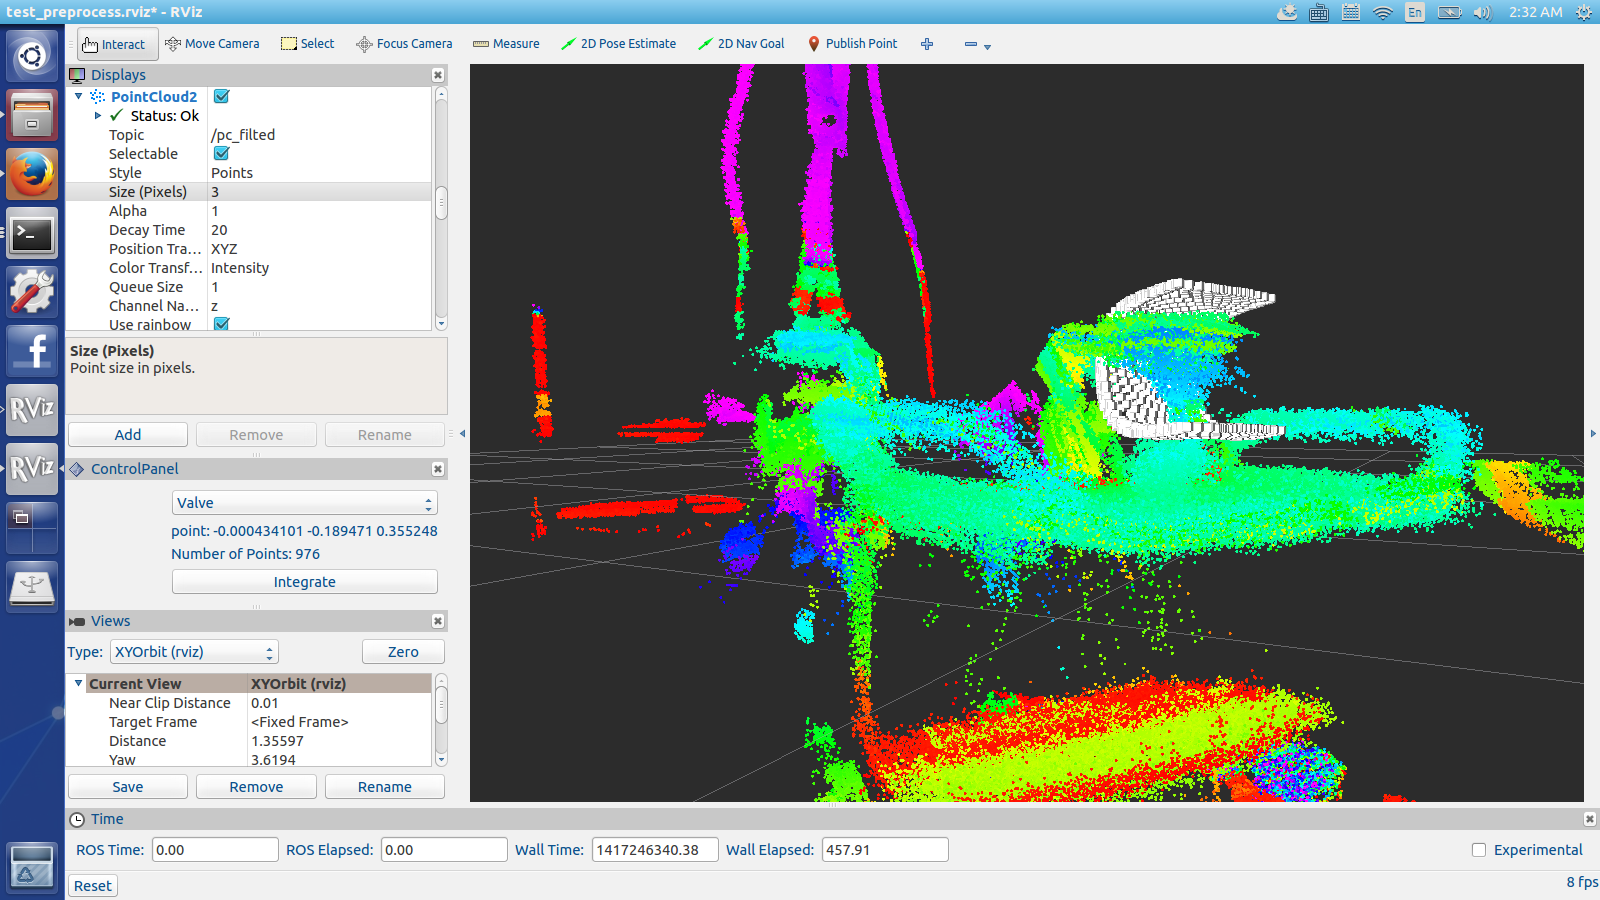 test_preprocess.rviz* - RViz
En
2:32 AM
Interact
Move Camera
Select
Focus Camera
Measure
2D Pose Estimate
2D Nav Goal
Publish Point
Displays
PointCloud2
Status: Ok
Topic /pc_filted
Selectable
Style Points
Size (Pixels) 3
Alpha 1
Decay Time 20
Position Tra... XYZ
Color Transf... Intensity
Queue Size 1
Channel Na... z
Use rainbow
Size (Pixels)
Point size in pixels.
Add
Remove
Rename
ControlPanel
Valve
point: -0.000434101 -0.189471 0.355248
Number of Points: 976
Integrate
Views
Type: XYOrbit (rviz)
Zero
Current View XYOrbit (rviz)
Near Clip Distance 0.01
Target Frame <Fixed Frame>
Distance 1.35597
Yaw 3.6194
Save
Remove
Rename
Time
ROS Time: 0.00 ROS Elapsed: 0.00 Wall Time: 1417246340.38 Wall Elapsed: 457.91 Experimental
Reset
8 fps
f
RViz
RViz